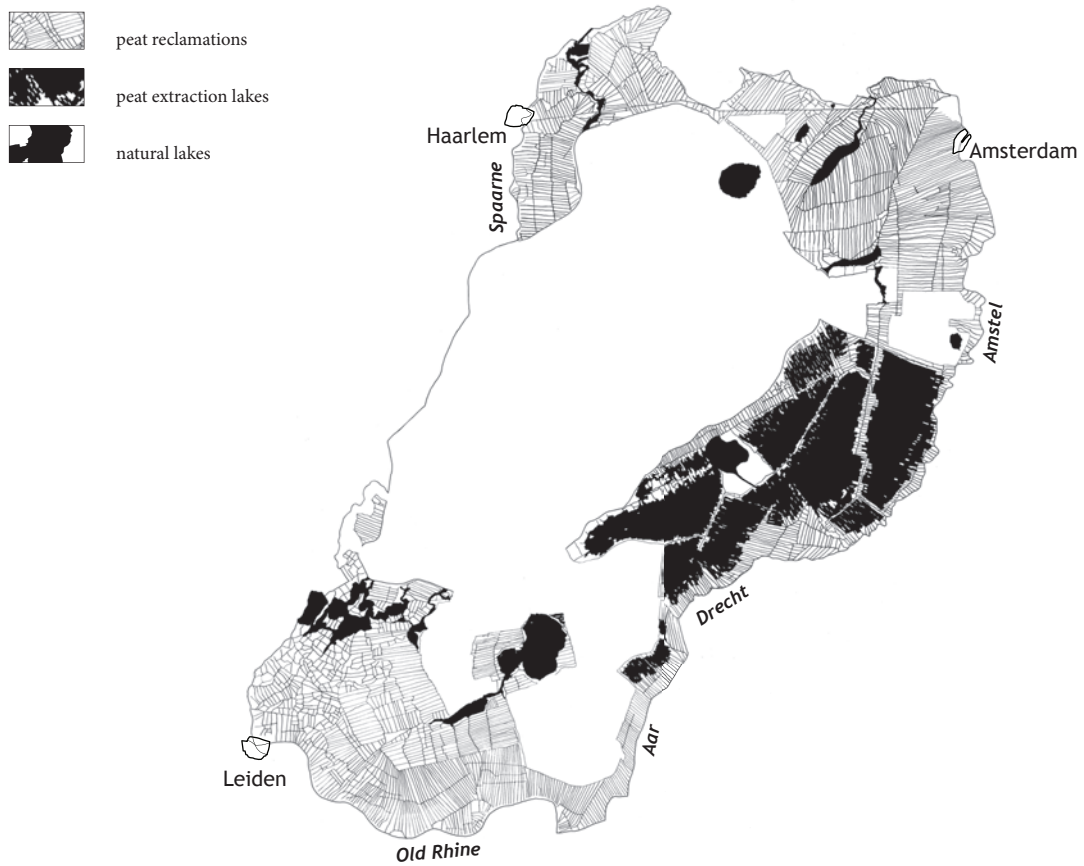 peat reclamations
peat extraction lakes
natural lakes
Haarlem
Amsterdam
Spaarne
Amstel
Drecht
Aar
Leiden
Old Rhine